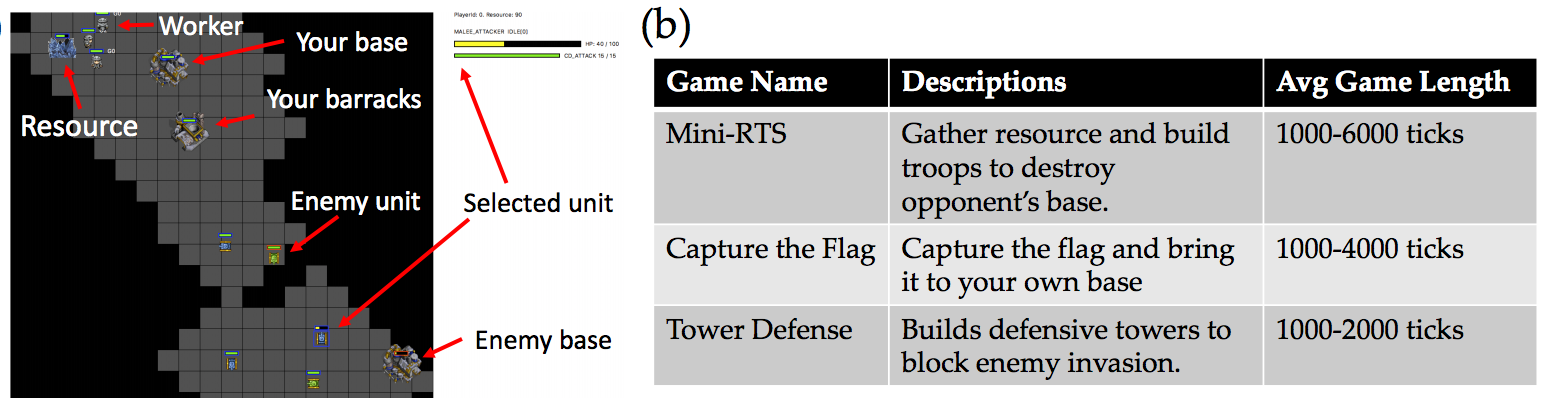 )
GO
Worker
PlayerId: 0, Resource: 90
MALEE_ATTACKER IDLE[0]
HP: 40 / 100
CD_ATTACK 15 / 15
Your base
GO
Your barracks
Resource
Enemy unit
Selected unit
Enemy base
(b)
Game Name Descriptions Avg Game Length
Mini-RTS Gather resource and build 1000-6000 ticks
troops to destroy
opponent’s base.
Capture the Flag Capture the flag and bring 1000-4000 ticks
it to your own base
Tower Defense Builds defensive towers to 1000-2000 ticks
block enemy invasion.